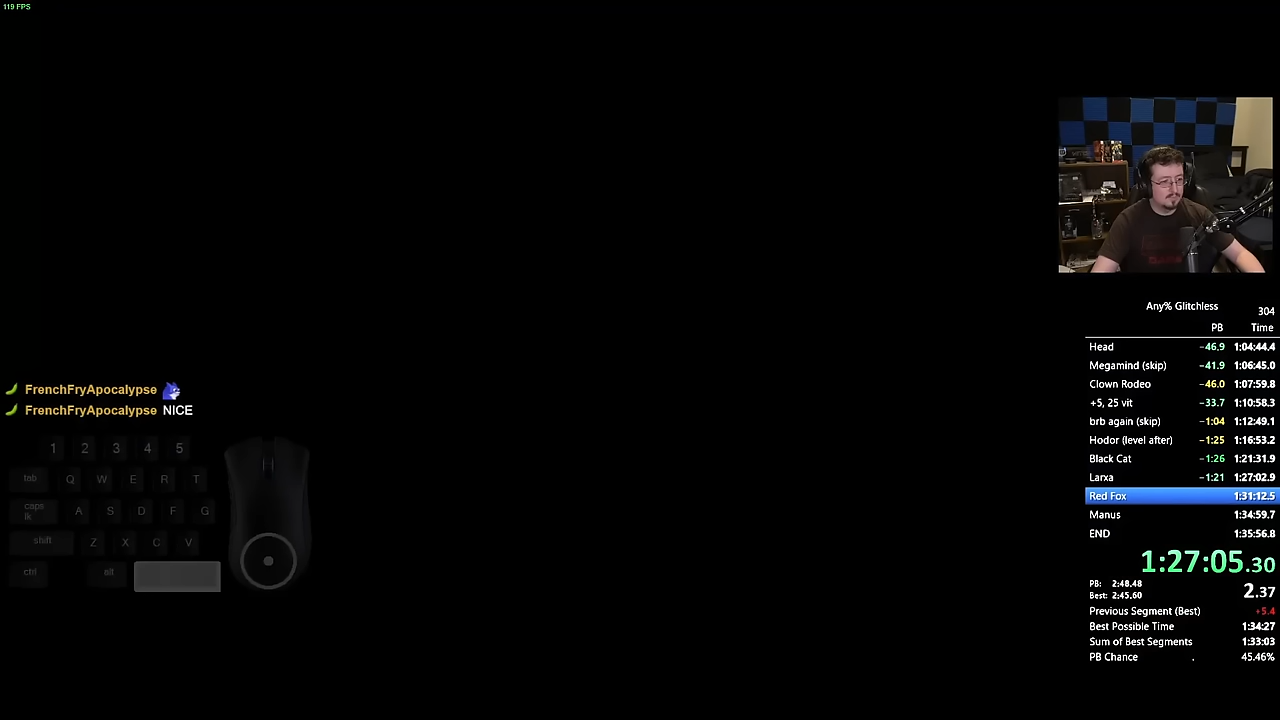 119 FPS
Any% Glitchless 304
PB Time
Head -46.9 1:04:44.4
Megamind (skip) -41.9 1:06:45.0
Clown Rodeo -46.0 1:07:59.8
+5, 25 vit -33.7 1:10:58.3
brb again (skip) -1:04 1:12:49.1
Hodor (level after) -1:25 1:16:53.2
Black Cat -1:26 1:21:31.9
Larxa -1:21 1:27:02.9
Red Fox 1:31:12.5
Manus 1:34:59.7
END 1:35:56.8
1:27:05.30
PB: 2:48.48
Best: 2:45.60
2.37
Previous Segment (Best) +5.4
Best Possible Time 1:34:27
Sum of Best Segments 1:33:03
PB Chance . 45.46%
FrenchFryApocalypse
FrenchFryApocalypse NICE
1 2 3 4 5
tab Q W E R T
caps lk A S D F G
shift Z X C V
ctrl alt